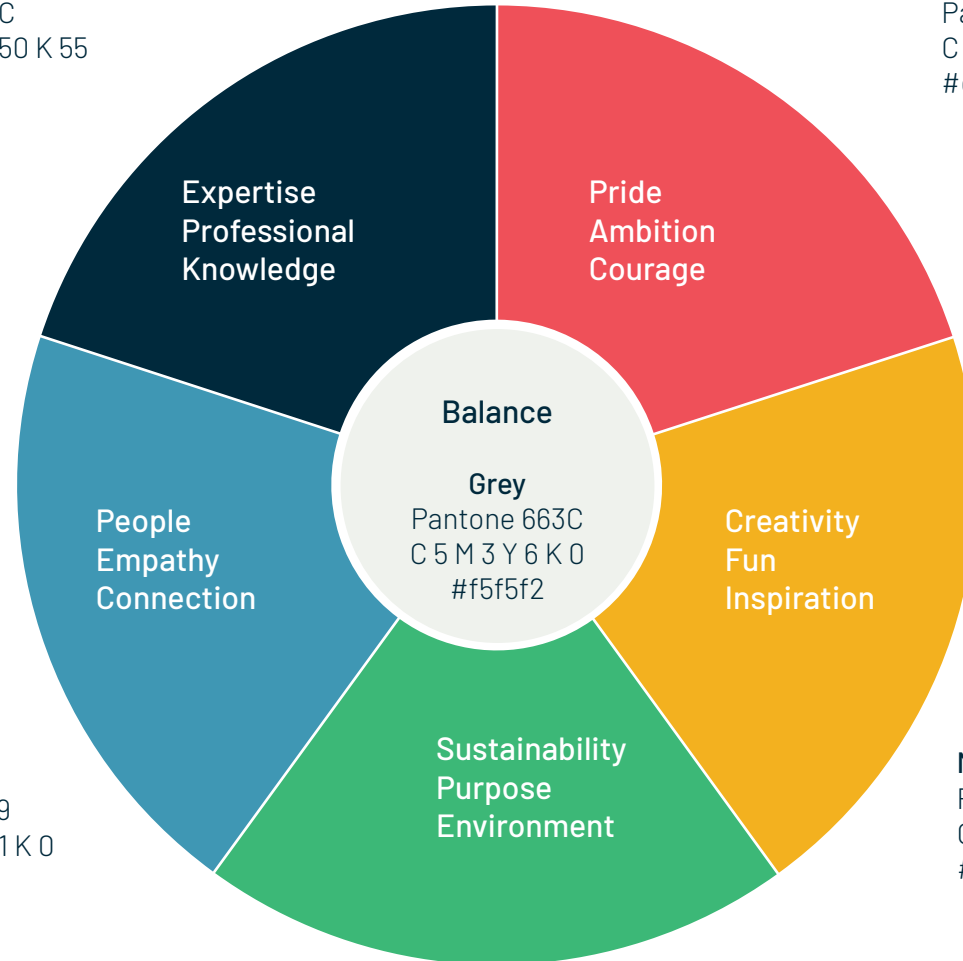 C
50 K 55
Pa
C
#
Expertise
Professional
Knowledge
Pride
Ambition
Courage
Balance
Grey
Pantone 663C
C 5 M 3 Y 6 K 0
#f5f5f2
People
Empathy
Connection
Creativity
Fun
Inspiration
Sustainability
Purpose
Environment
9
1 K 0